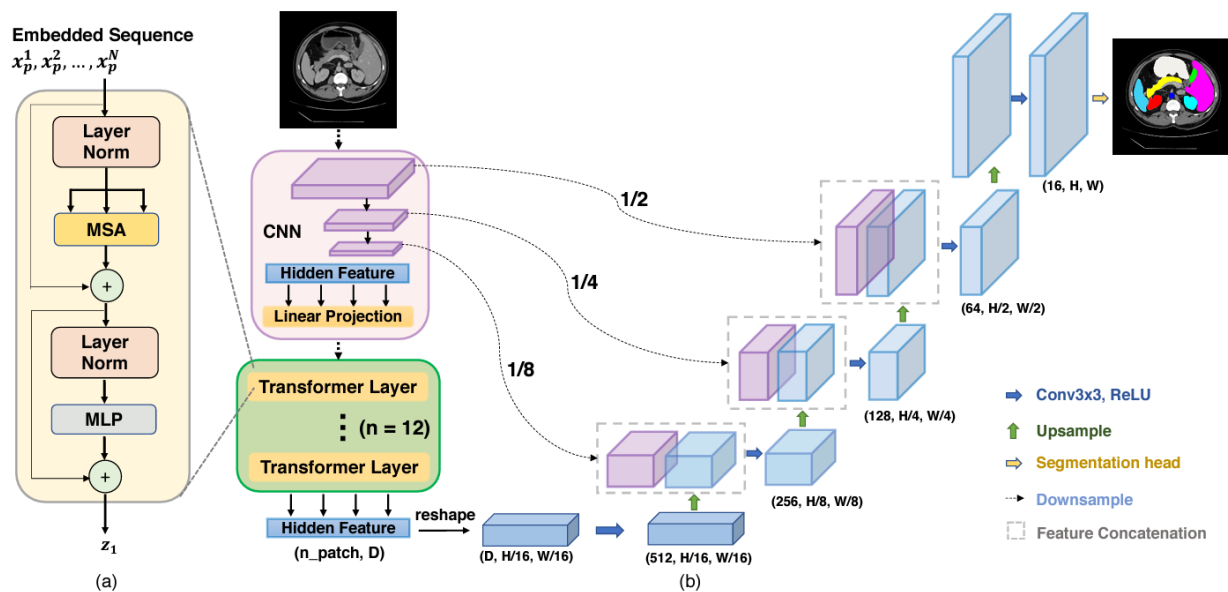 Embedded Sequence
x_p^1, x_p^2, ..., x_p^N
Layer
Norm
MSA
+
Layer
Norm
MLP
+
z_1
(a)
CNN
Hidden Feature
Linear Projection
Transformer Layer
(n = 12)
Transformer Layer
Hidden Feature
(n_patch, D)
reshape
(D, H/16, W/16)
(512, H/16, W/16)
(b)
1/2
1/4
1/8
(256, H/8, W/8)
(128, H/4, W/4)
(64, H/2, W/2)
(16, H, W)
Conv3x3, ReLU
Upsample
Segmentation head
Downsample
Feature Concatenation